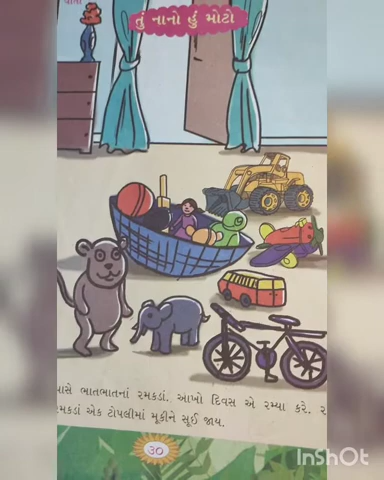 વાર્તા
તું નાનો હું મોટો
પાસે ભાતભાતનાં રમકડાં. આખો દિવસ એ રમ્યા કરે. ર
રમકડાં એક ટોપલીમાં મૂકીને સૂઈ જાય.
૩૦
InShOt